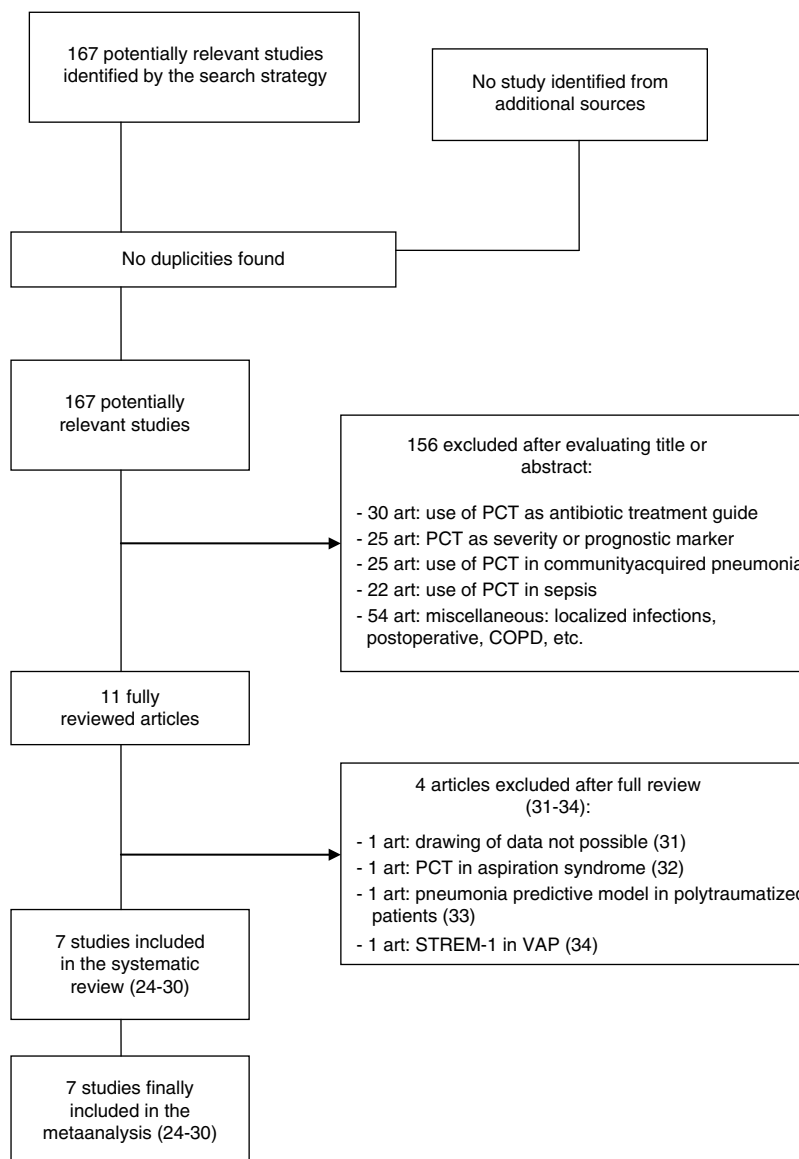 167 potentially relevant studies
identified by the search strategy
No study identified from
additional sources
No duplicities found
167 potentially
relevant studies
156 excluded after evaluating title or
abstract:
- 30 art: use of PCT as antibiotic treatment guide
- 25 art: PCT as severity or prognostic marker
- 25 art: use of PCT in communityacquired pneumonia
- 22 art: use of PCT in sepsis
- 54 art: miscellaneous: localized infections,
postoperative, COPD, etc.
11 fully
reviewed articles
4 articles excluded after full review
(31-34):
- 1 art: drawing of data not possible (31)
- 1 art: PCT in aspiration syndrome (32)
- 1 art: pneumonia predictive model in polytraumatized
patients (33)
- 1 art: STREM-1 in VAP (34)
7 studies included
in the systematic
review (24-30)
7 studies finally
included in the
metaanalysis (24-30)